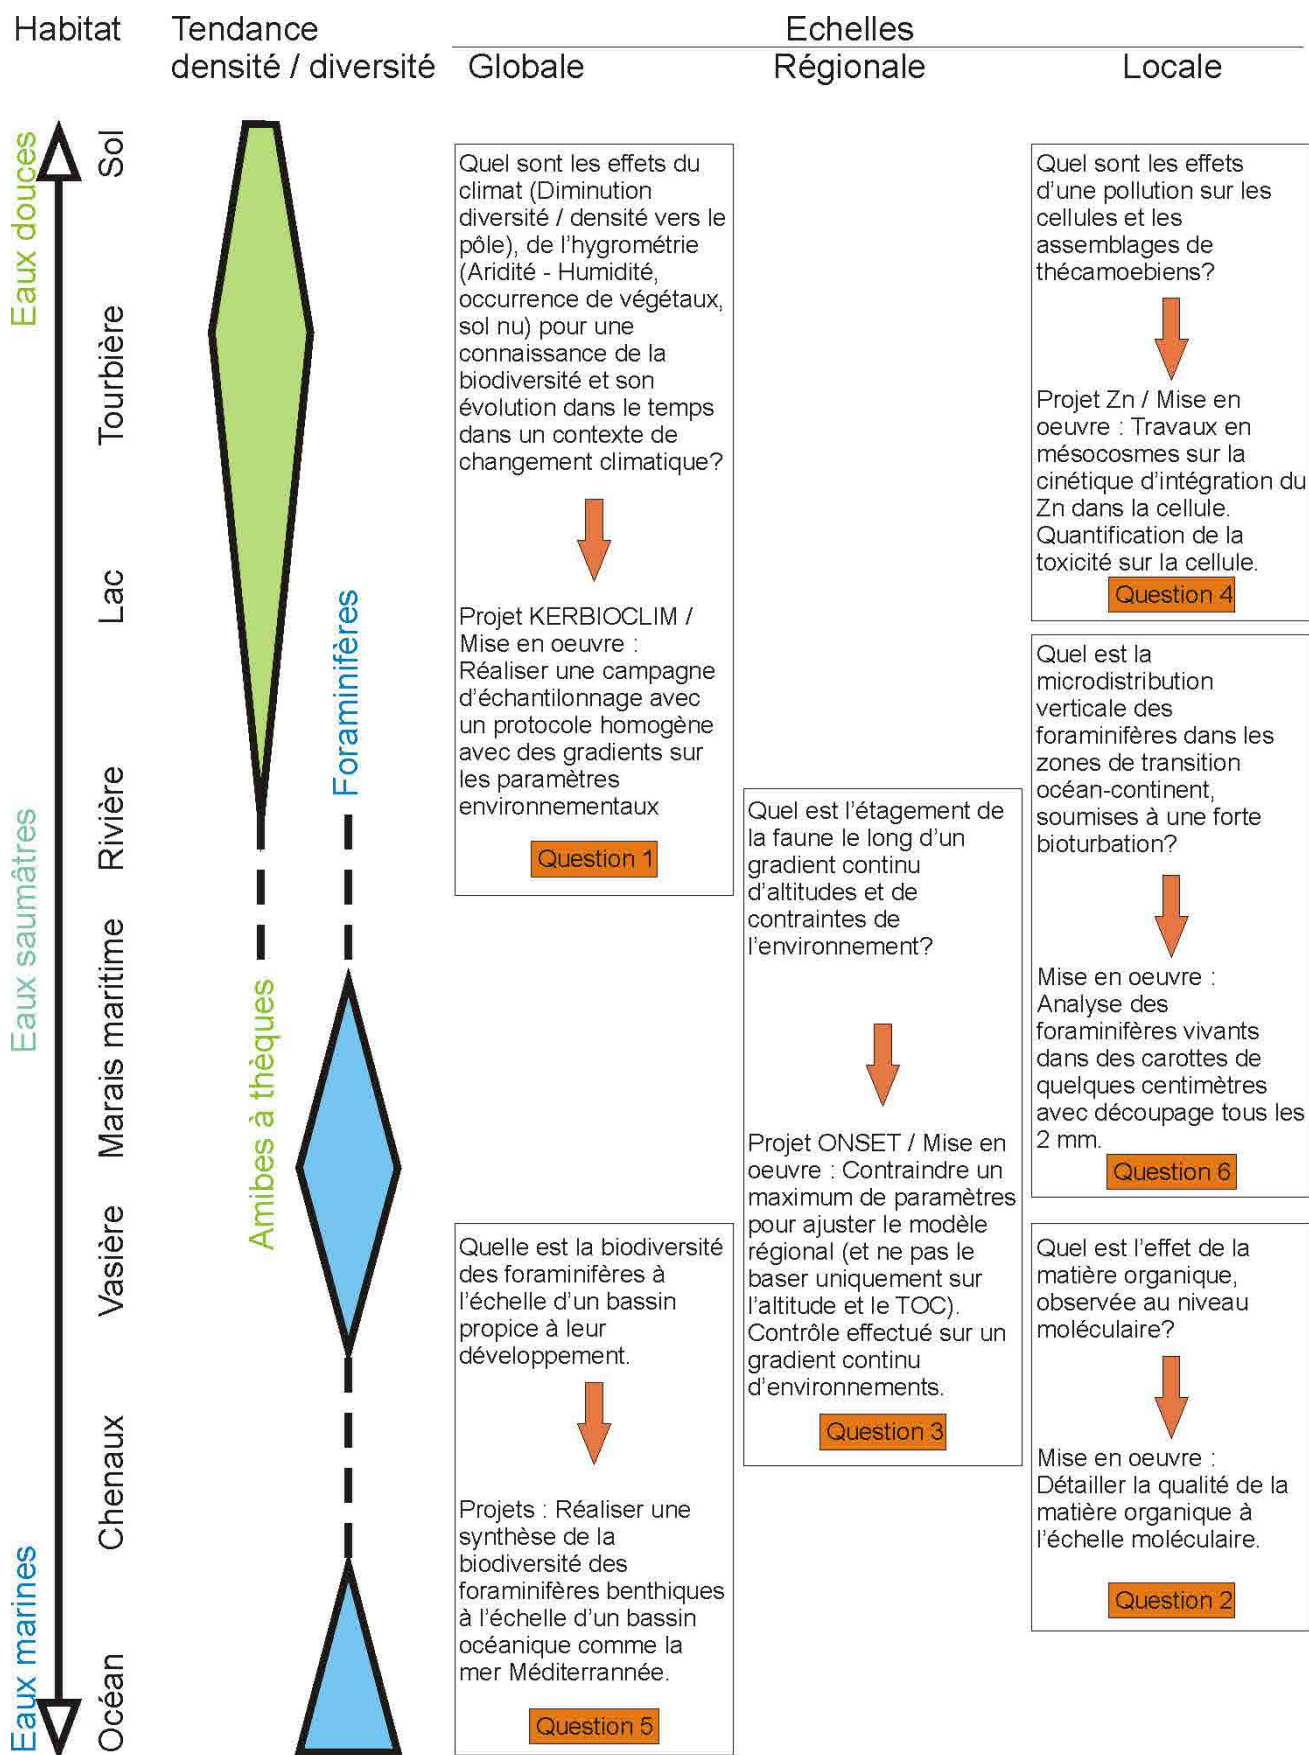 Habitat
Tendance
densité / diversité
Echelles
Globale
Régionale
Locale
Eaux douces
Eaux saumâtres
Eaux marines
Sol
Tourbière
Lac
Rivière
Marais maritime
Vasière
Chenaux
Océan
Amibes à thèques
Foraminifères
Quel sont les effets du
climat (Diminution
diversité / densité vers le
pôle), de l'hygrométrie
(Aridité - Humidité,
occurrence de végétaux,
sol nu) pour une
connaissance de la
biodiversité et son
évolution dans le temps
dans un contexte de
changement climatique?
Projet KERBIOCLIM /
Mise en oeuvre :
Réaliser une campagne
d'échantilonnage avec
un protocole homogène
avec des gradients sur
les paramètres
environnementaux
Question 1
Quelle est la biodiversité
des foraminifères à
l'échelle d'un bassin
propice à leur
développement.
Projets : Réaliser une
synthèse de la
biodiversité des
foraminifères benthiques
à l'échelle d'un bassin
océanique comme la
mer Méditerrannée.
Question 5
Quel est l'étagement de
la faune le long d'un
gradient continu
d'altitudes et de
contraintes de
l'environnement?
Projet ONSET / Mise en
oeuvre : Contraindre un
maximum de paramètres
pour ajuster le modèle
régional (et ne pas le
baser uniquement sur
l'altitude et le TOC).
Contrôle effectué sur un
gradient continu
d'environnements.
Question 3
Quel sont les effets
d'une pollution sur les
cellules et les
assemblages de
thécamoebiens?
Projet Zn / Mise en
oeuvre : Travaux en
mésocosmes sur la
cinétique d'intégration du
Zn dans la cellule.
Quantification de la
toxicité sur la cellule.
Question 4
Quel est la
microdistribution
verticale des
foraminifères dans les
zones de transition
océan-continent,
soumises à une forte
bioturbation?
Mise en oeuvre :
Analyse des
foraminifères vivants
dans des carottes de
quelques centimètres
avec découpage tous les
2 mm.
Question 6
Quel est l'effet de la
matière organique,
observée au niveau
moléculaire?
Mise en oeuvre :
Détailler la qualité de la
matière organique à
l'échelle moléculaire.
Question 2